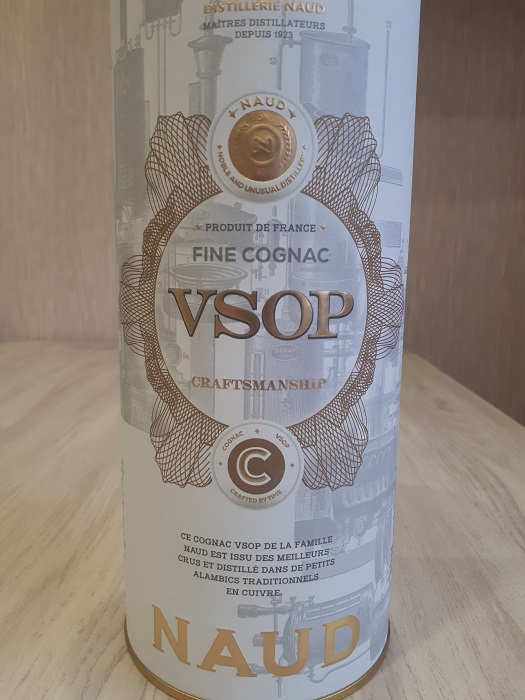 DISTILLERIE NAUD
MAÎTRES DISTILLATEURS
DEPUIS 1923
NAUD
N
NOBLE AND UNUSUAL DISTILLERY
PRODUIT DE FRANCE
FINE COGNAC
VSOP
CRAFTSMANSHIP
COGNAC + VSOP
C
CRAFTED BY TIME
CE COGNAC VSOP DE LA FAMILLE
NAUD EST ISSU DES MEILLEURS
CRUS ET DISTILLÉ DANS DE PETITS
ALAMBICS TRADITIONNELS
EN CUIVRE.
NAUD